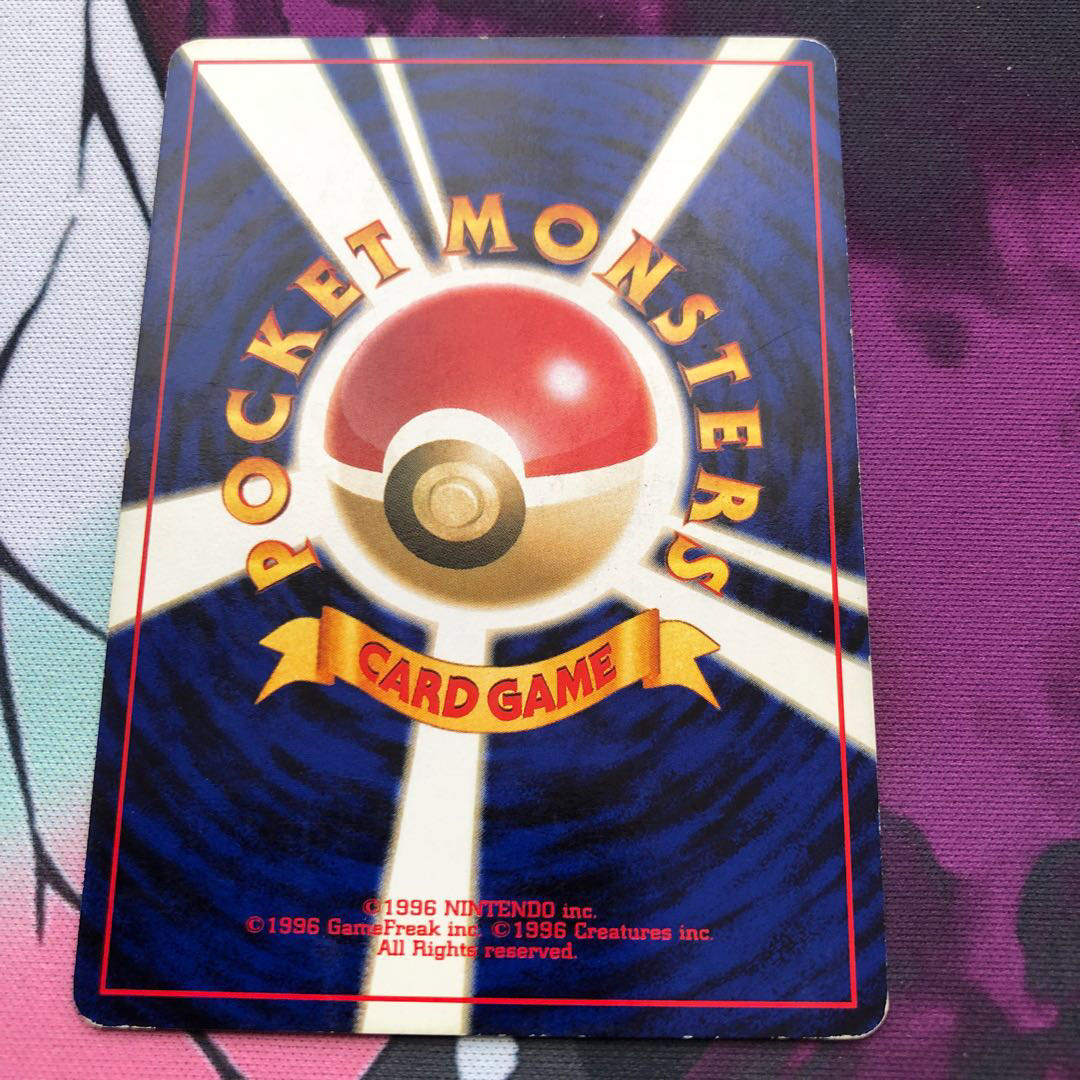 POCKET MONSTERS
CARD GAME
©1996 NINTENDO inc.
©1996 GameFreak inc. ©1996 Creatures inc.
All Rights reserved.